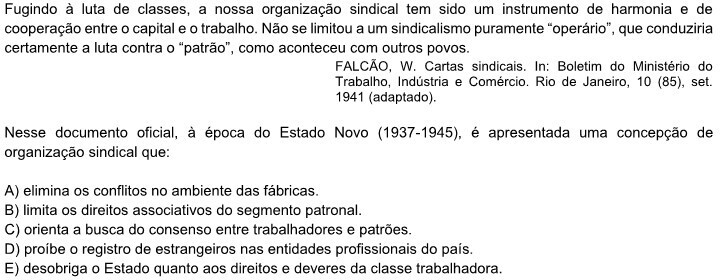 Fugindo à luta de classes, a nossa organização sindical tem sido um instrumento de harmonia e de
cooperação entre o capital e o trabalho. Não se limitou a um sindicalismo puramente “operário”, que conduziria
certamente a luta contra o “patrão”, como aconteceu com outros povos.
FALCÃO, W. Cartas sindicais. In: Boletim do Ministério do
Trabalho, Indústria e Comércio. Rio de Janeiro, 10 (85), set.
1941 (adaptado).
Nesse documento oficial, à época do Estado Novo (1937-1945), é apresentada uma concepção de
organização sindical que:
A) elimina os conflitos no ambiente das fábricas.
B) limita os direitos associativos do segmento patronal.
C) orienta a busca do consenso entre trabalhadores e patrões.
D) proíbe o registro de estrangeiros nas entidades profissionais do país.
E) desobriga o Estado quanto aos direitos e deveres da classe trabalhadora.